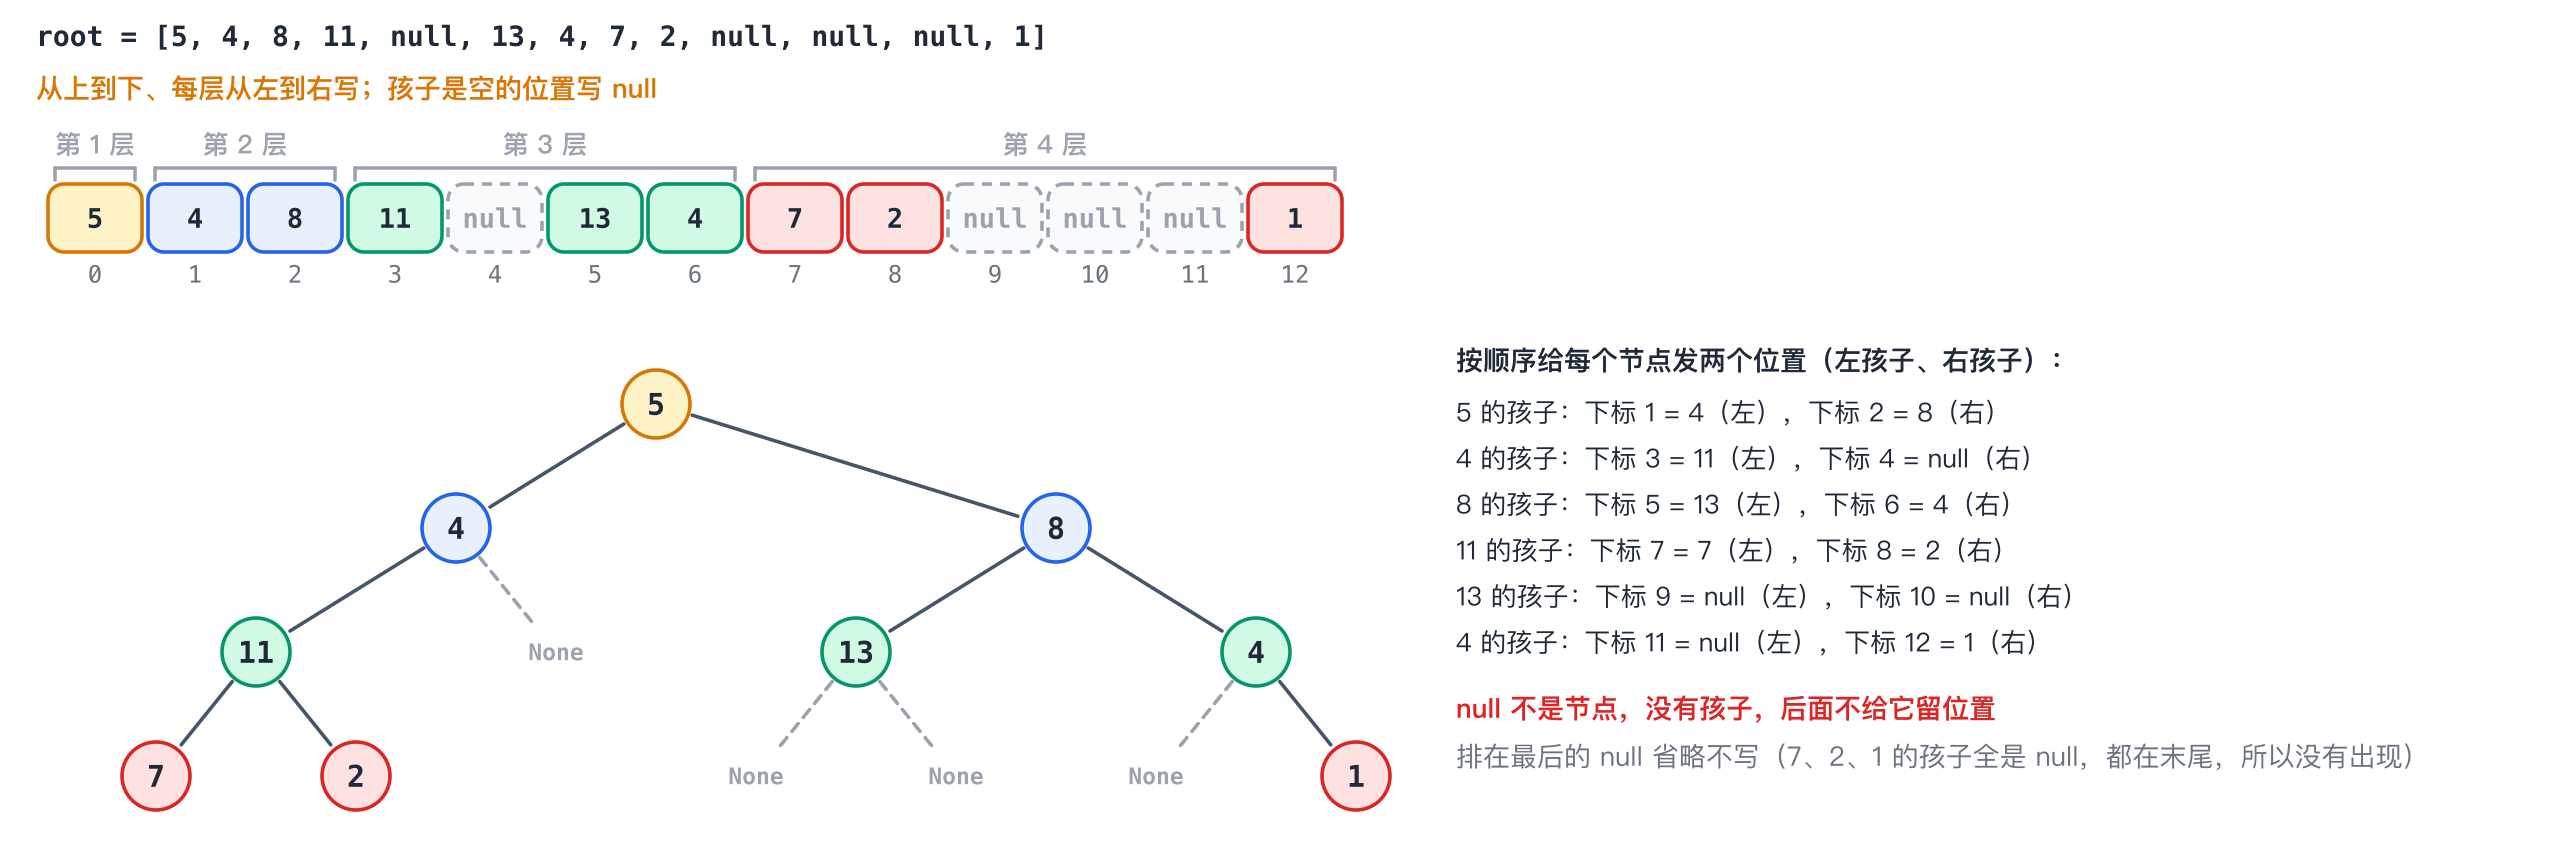 root = [5, 4, 8, 11, null, 13, 4, 7, 2, null, null, null, 1]
从上到下、每层从左到右写；孩子是空的位置写 null
第 1 层 第 2 层 第 3 层 第 4 层
5 4 8 11 null 13 4 7 2 null null null 1
0 1 2 3 4 5 6 7 8 9 10 11 12
5
4 8
11 None 13 4
7 2 None None None 1
按顺序给每个节点发两个位置（左孩子、右孩子）：
5 的孩子：下标 1 = 4（左），下标 2 = 8（右）
4 的孩子：下标 3 = 11（左），下标 4 = null（右）
8 的孩子：下标 5 = 13（左），下标 6 = 4（右）
11 的孩子：下标 7 = 7（左），下标 8 = 2（右）
13 的孩子：下标 9 = null（左），下标 10 = null（右）
4 的孩子：下标 11 = null（左），下标 12 = 1（右）
null 不是节点，没有孩子，后面不给它留位置
排在最后的 null 省略不写（7、2、1 的孩子全是 null，都在末尾，所以没有出现）